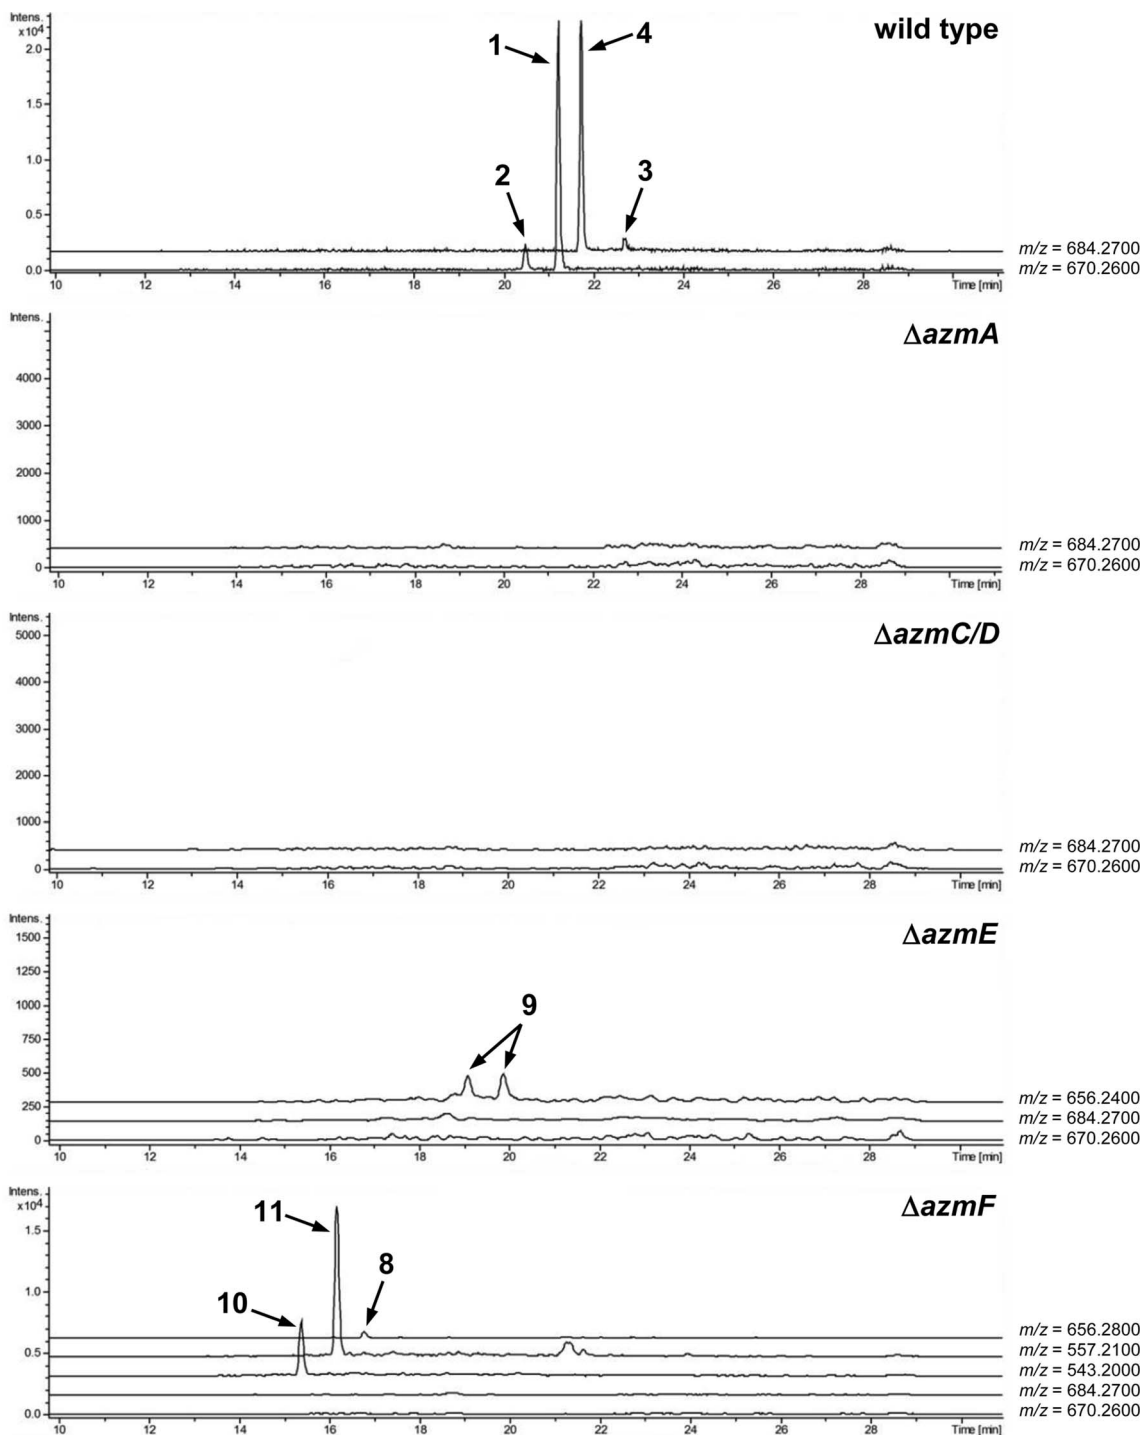 Intens.
x10⁴
wild type
1
4
2.0
1.5
1.0
2
3
0.5
m/z = 684.2700
0.0
m/z = 670.2600
10 12 14 16 18 20 22 24 26 28 Time [min]
Intens.
ΔazmA
4000
3000
2000
1000
m/z = 684.2700
0
m/z = 670.2600
10 12 14 16 18 20 22 24 26 28 Time [min]
Intens.
ΔazmC/D
5000
4000
3000
2000
1000
m/z = 684.2700
0
m/z = 670.2600
10 12 14 16 18 20 22 24 26 28 Time [min]
Intens.
ΔazmE
1500
1250
1000
9
750
500
m/z = 656.2400
250
m/z = 684.2700
0
m/z = 670.2600
10 12 14 16 18 20 22 24 26 28 Time [min]
Intens.
x10⁴
ΔazmF
11
1.5
8
1.0
10
m/z = 656.2800
0.5
m/z = 557.2100
m/z = 543.2000
m/z = 684.2700
0.0
m/z = 670.2600
10 12 14 16 18 20 22 24 26 28 Time [min]